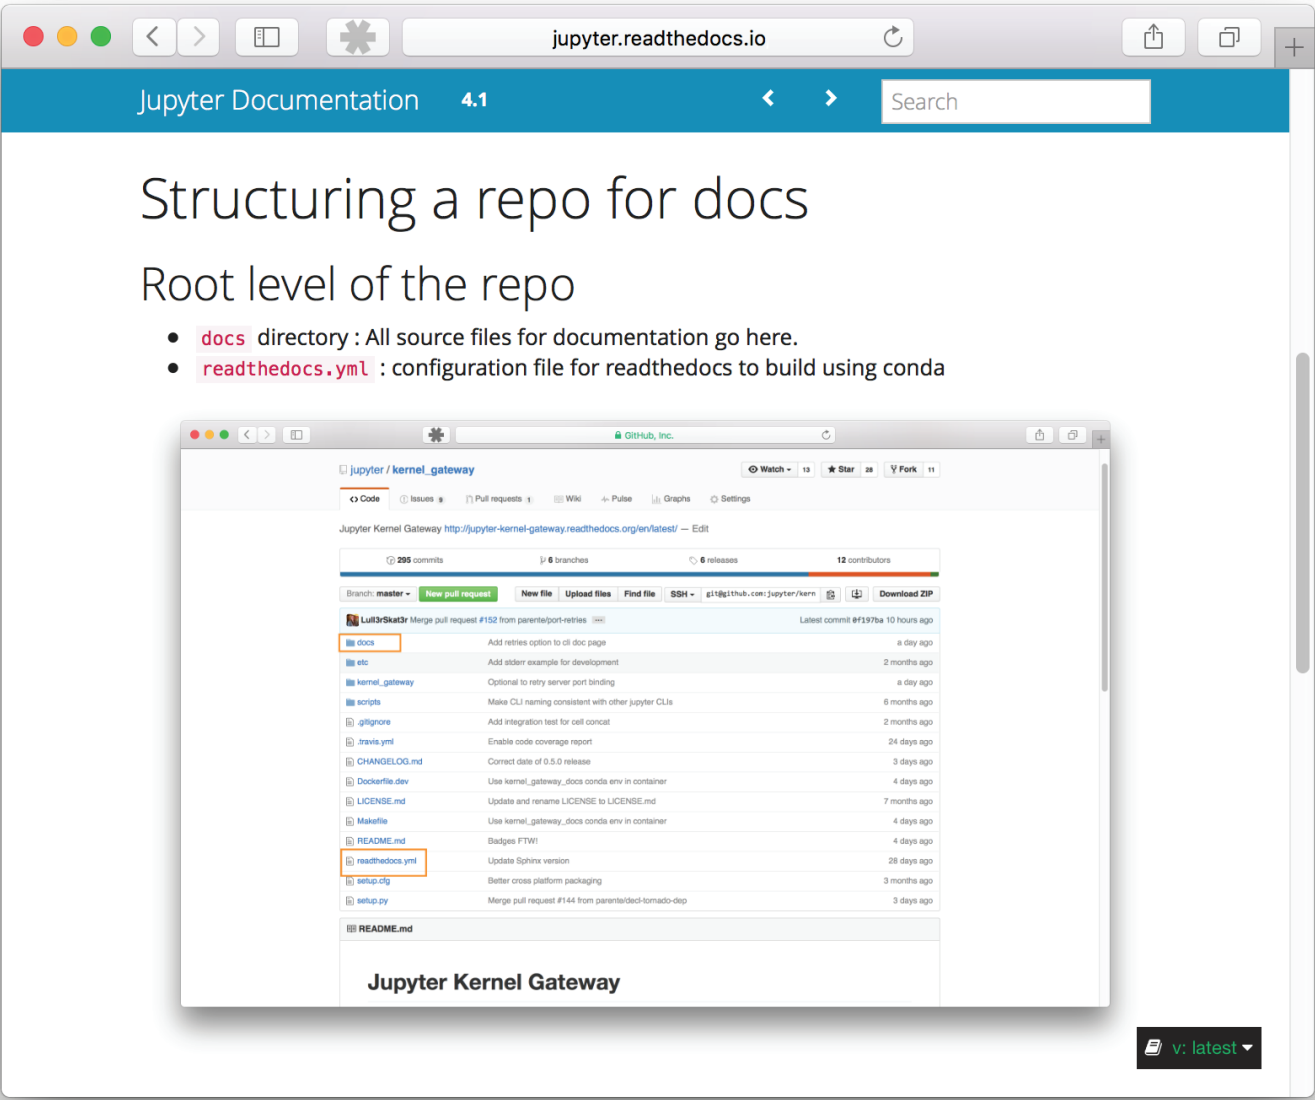 jupyter.readthedocs.io
Jupyter Documentation 4.1 Search
Structuring a repo for docs
Root level of the repo
docs directory : All source files for documentation go here.
readthedocs.yml : configuration file for readthedocs to build using conda
GitHub, Inc.
jupyter / kernel_gateway Watch 13 Star 28 Fork 11
Code Issues 9 Pull requests 1 Wiki Pulse Graphs Settings
Jupyter Kernel Gateway http://jupyter-kernel-gateway.readthedocs.org/en/latest/ — Edit
295 commits 6 branches 6 releases 12 contributors
Branch: master New pull request New file Upload files Find file SSH git@github.com:jupyter/kern Download ZIP
Lull3rSkat3r Merge pull request #152 from parente/port-retries ... Latest commit 0f197ba 10 hours ago
docs Add retries option to cli doc page a day ago
etc Add stderr example for development 2 months ago
kernel_gateway Optional to retry server port binding a day ago
scripts Make CLI naming consistent with other jupyter CLIs 6 months ago
.gitignore Add integration test for cell concat 2 months ago
.travis.yml Enable code coverage report 24 days ago
CHANGELOG.md Correct date of 0.5.0 release 3 days ago
Dockerfile.dev Use kernel_gateway_docs conda env in container 4 days ago
LICENSE.md Update and rename LICENSE to LICENSE.md 7 months ago
Makefile Use kernel_gateway_docs conda env in container 4 days ago
README.md Badges FTW! 4 days ago
readthedocs.yml Update Sphinx version 28 days ago
setup.cfg Better cross platform packaging 3 months ago
setup.py Merge pull request #144 from parente/decl-tornado-dep 3 days ago
README.md
Jupyter Kernel Gateway
v: latest